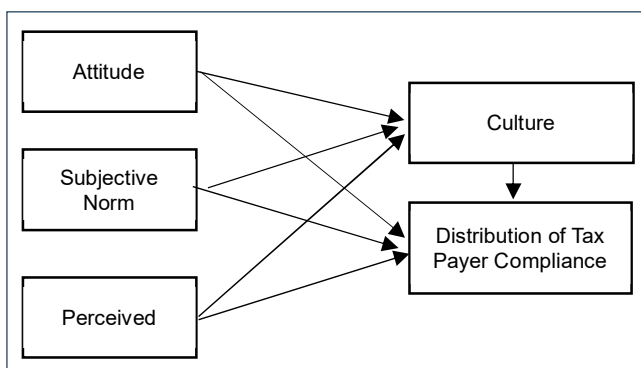 Attitude
Culture
Subjective
Norm
Distribution of Tax
Payer Compliance
Perceived